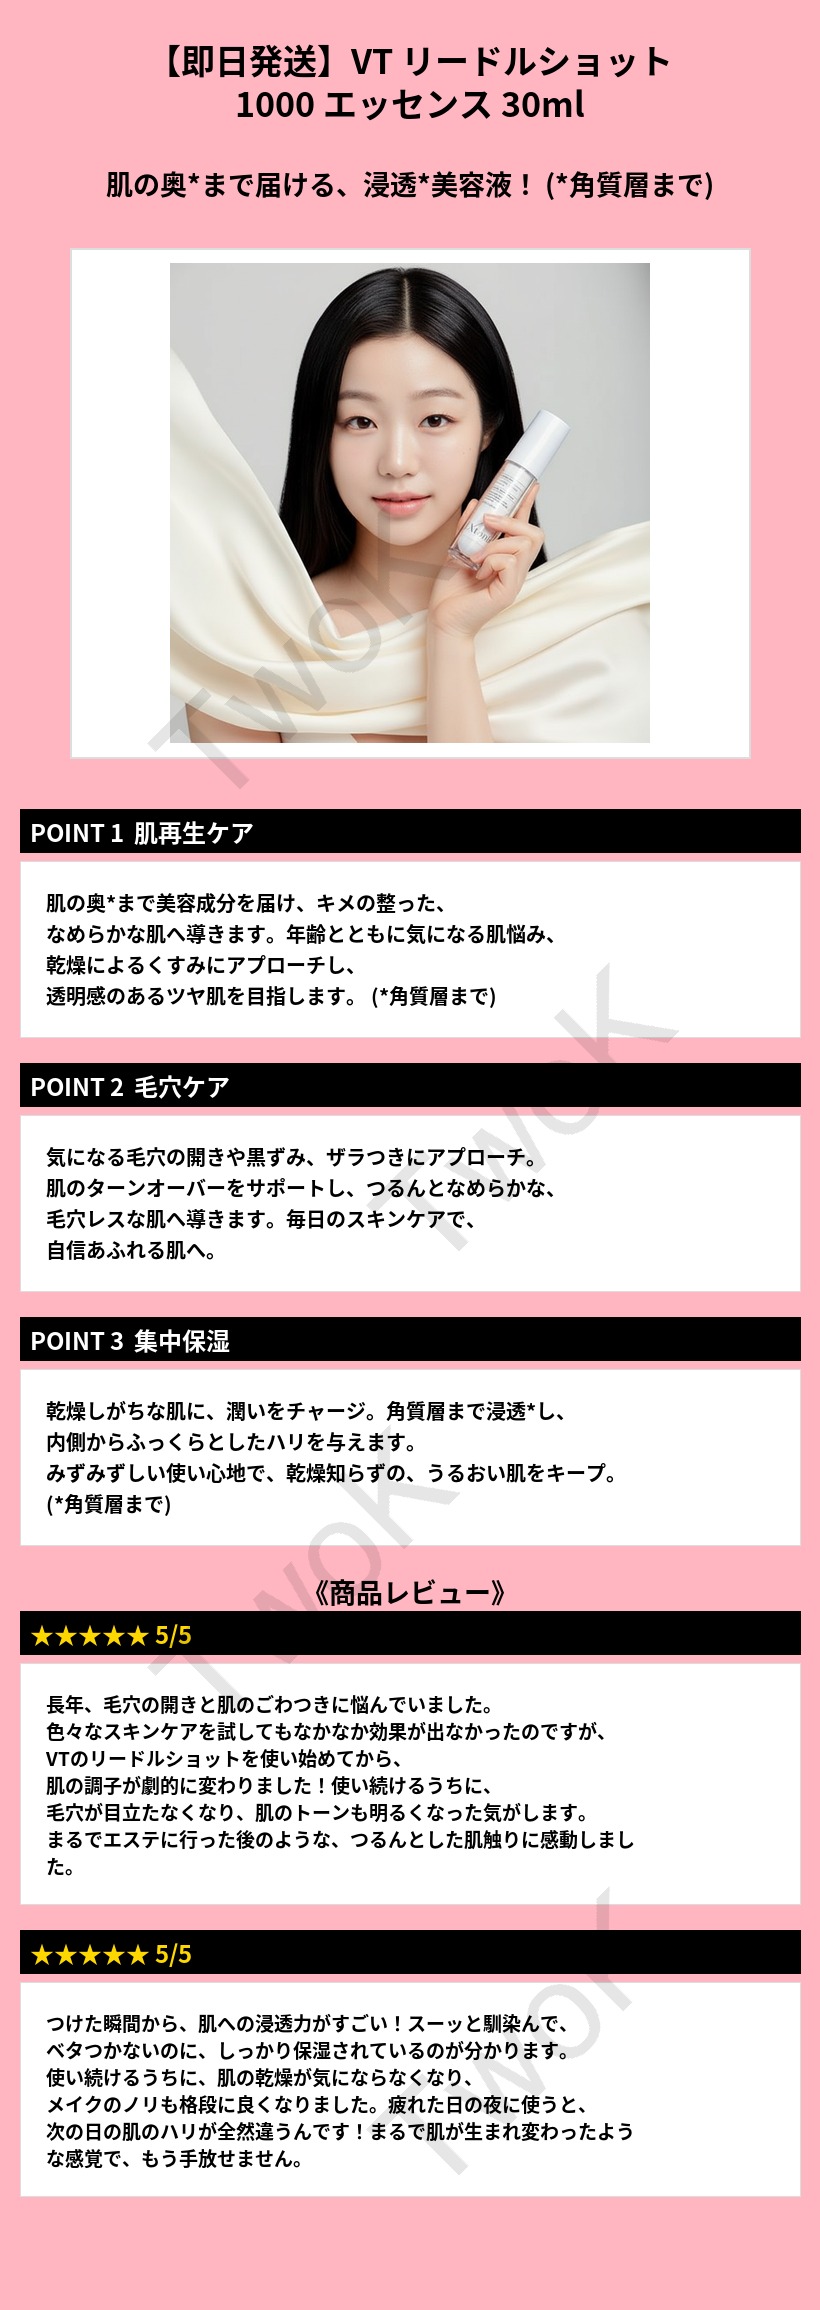 【即日発送】VT リードルショット
1000 エッセンス 30ml
肌の奥*まで届ける、浸透*美容液！ (*角質層まで)
TwoK
POINT 1 肌再生ケア
肌の奥*まで美容成分を届け、キメの整った、
なめらかな肌へ導きます。年齢とともに気になる肌悩み、
乾燥によるくすみにアプローチし、
透明感のあるツヤ肌を目指します。 (*角質層まで)
TwoK
POINT 2 毛穴ケア
気になる毛穴の開きや黒ずみ、ザラつきにアプローチ。
肌のターンオーバーをサポートし、つるんとなめらかな、
毛穴レスな肌へ導きます。毎日のスキンケアで、
自信あふれる肌へ。
POINT 3 集中保湿
乾燥しがちな肌に、潤いをチャージ。角質層まで浸透*し、
内側からふっくらとしたハリを与えます。
みずみずしい使い心地で、乾燥知らずの、うるおい肌をキープ。
(*角質層まで)
TwoK
《商品レビュー》
★★★★★ 5/5
長年、毛穴の開きと肌のごわつきに悩んでいました。
色々なスキンケアを試してもなかなか効果が出なかったのですが、
VTのリードルショットを使い始めてから、
肌の調子が劇的に変わりました！使い続けるうちに、
毛穴が目立たなくなり、肌のトーンも明るくなった気がします。
まるでエステに行った後のような、つるんとした肌触りに感動しまし
た。
TwoK
★★★★★ 5/5
つけた瞬間から、肌への浸透力がすごい！スーッと馴染んで、
ベタつかないのに、しっかり保湿されているのが分かります。
使い続けるうちに、肌の乾燥が気にならなくなり、
メイクのノリも格段に良くなりました。疲れた日の夜に使うと、
次の日の肌のハリが全然違うんです！まるで肌が生まれ変わったよう
な感覚で、もう手放せません。